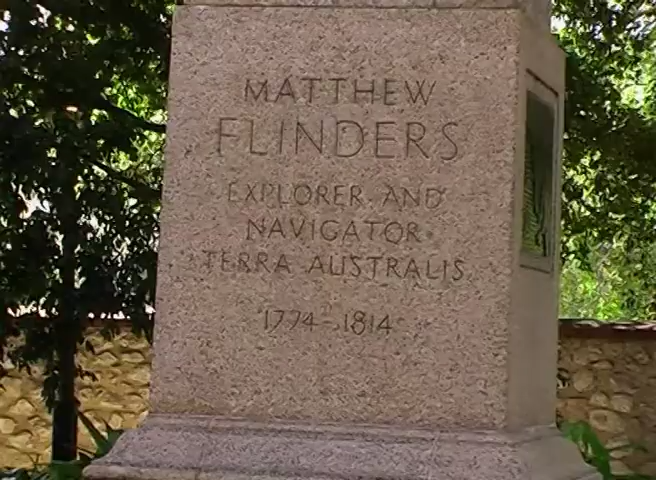 MATTHEW
FLINDERS
EXPLORER AND
NAVIGATOR
TERRA AUSTRALIS
1774-1814